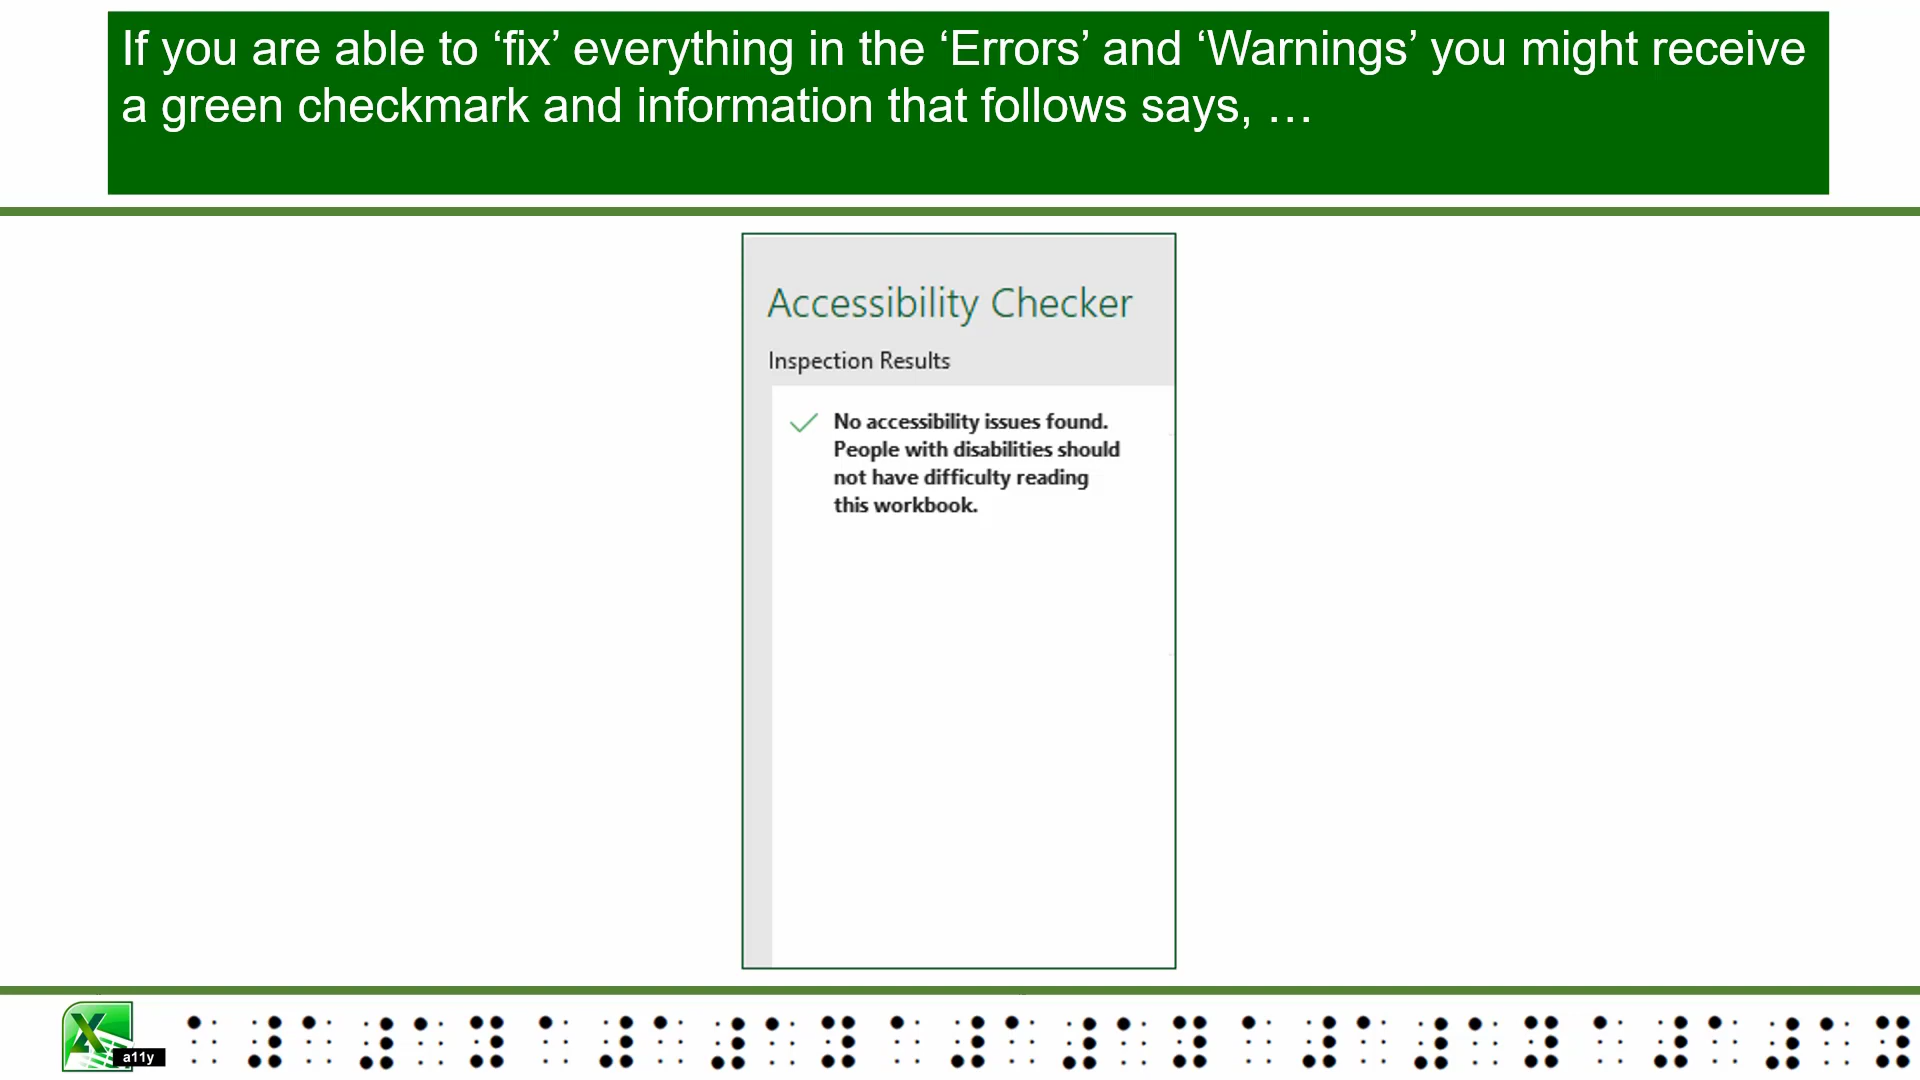 If you are able to ‘fix’ everything in the ‘Errors’ and ‘Warnings’ you might receive
a green checkmark and information that follows says, …
Accessibility Checker
Inspection Results
No accessibility issues found.
People with disabilities should
not have difficulty reading
this workbook.
a11y